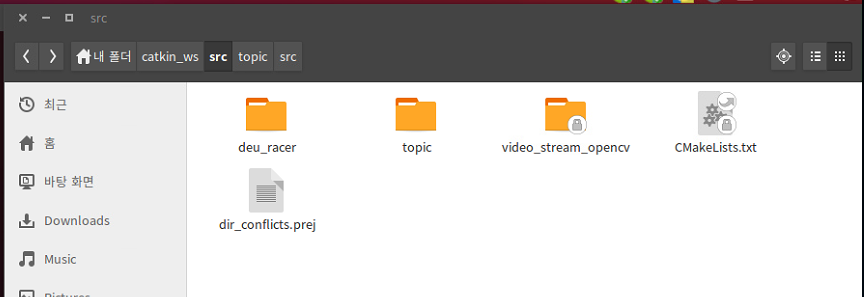 src
내 폴더 catkin_ws src topic src
최근
홈
바탕 화면
Downloads
Music
deu_racer topic video_stream_opencv CMakeLists.txt
dir_conflicts.prej
Pictures